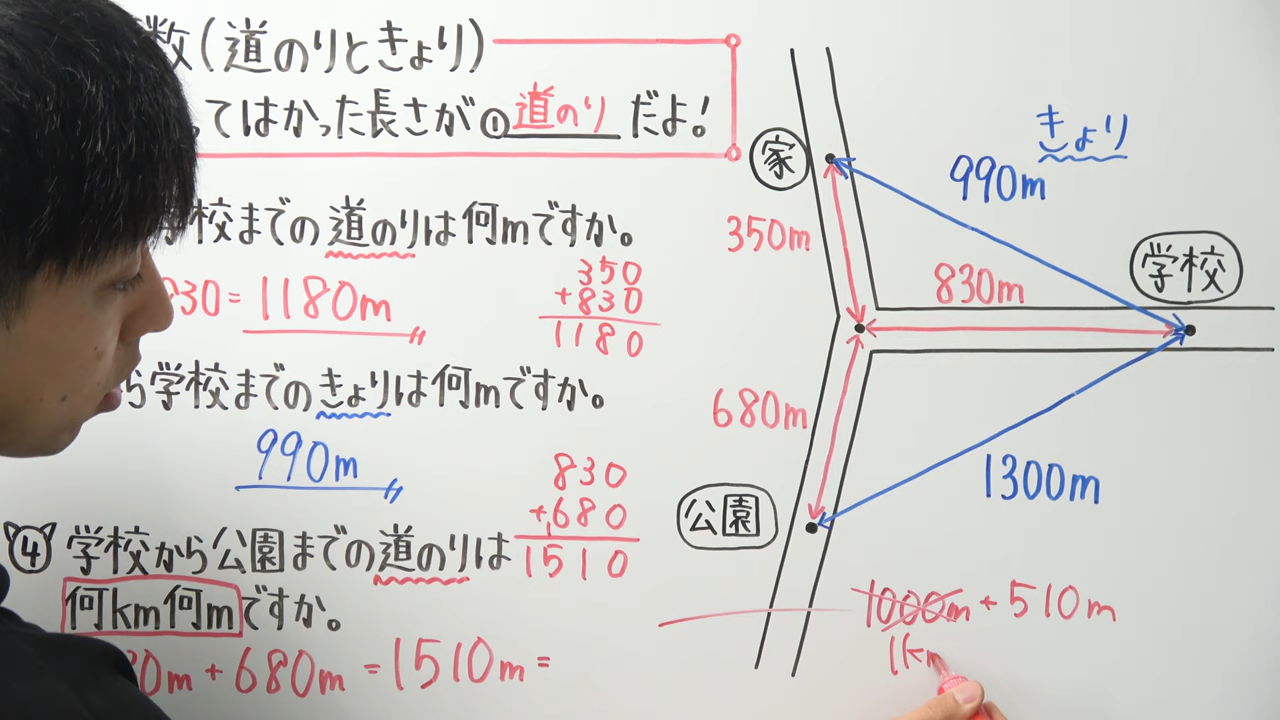 数(道のりときょり)
てはかった長さが①道のりだよ!
学校までの道のりは何mですか。
830=1180m
350
+830
1180
ら学校までのきょりは何mですか。
990m
830
+680
1510
④学校から公園までの道のりは
何km何mですか。
0m+680m=1510m=
家
きょり
990m
350m
学校
830m
680m
公園
1300m
1000m+510m
1km